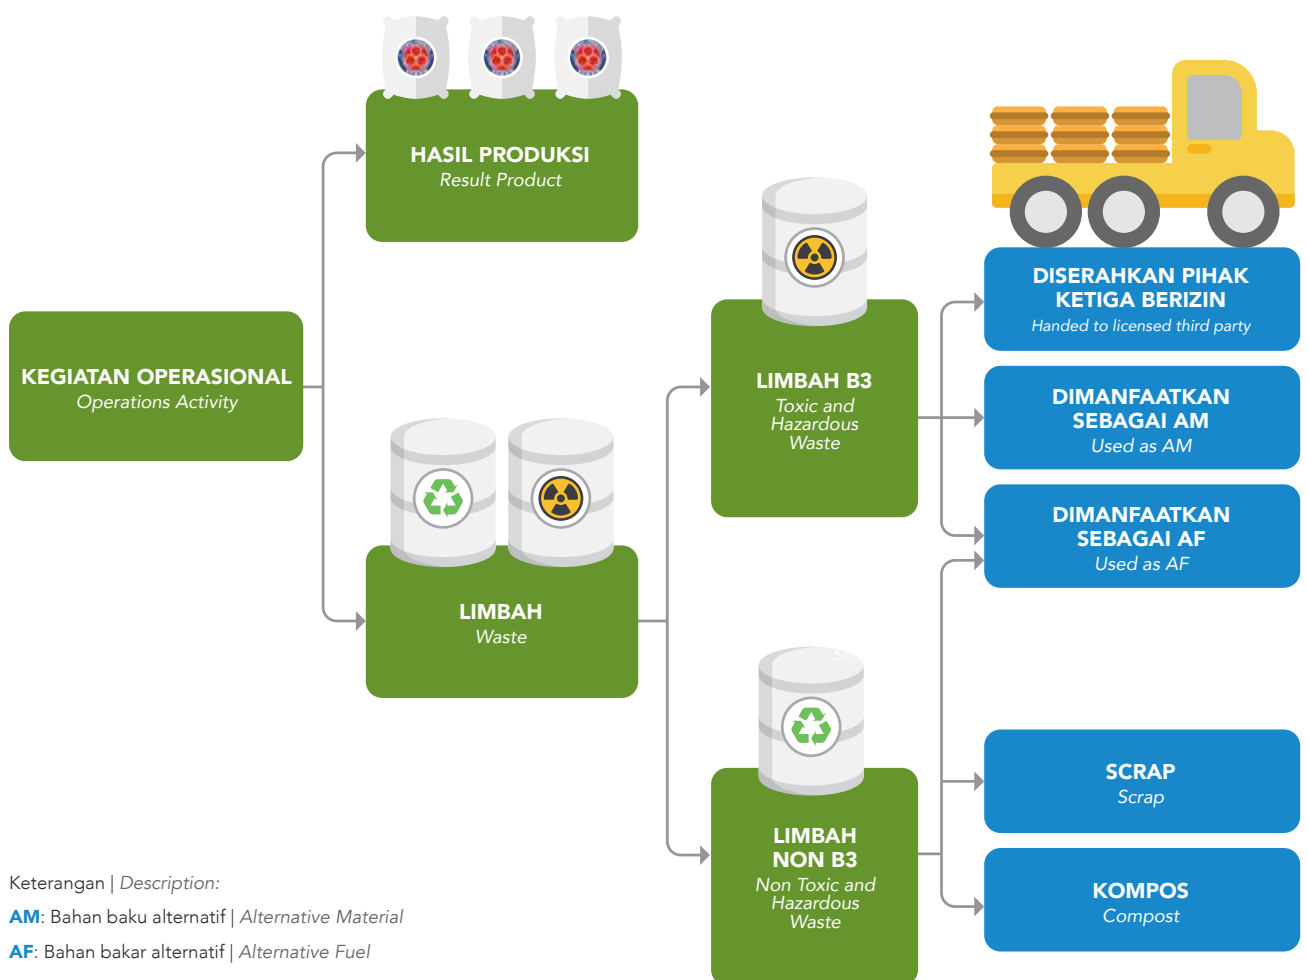 HASIL PRODUKSI
Result Product
KEGIATAN OPERASIONAL
Operations Activity
LIMBAH
Waste
LIMBAH B3
Toxic and
Hazardous
Waste
LIMBAH
NON B3
Non Toxic and
Hazardous
Waste
DISERAHKAN PIHAK
KETIGA BERIZIN
Handed to licensed third party
DIMANFAATKAN
SEBAGAI AM
Used as AM
DIMANFAATKAN
SEBAGAI AF
Used as AF
SCRAP
Scrap
KOMPOS
Compost
Keterangan | Description:
AM: Bahan baku alternatif | Alternative Material
AF: Bahan bakar alternatif | Alternative Fuel